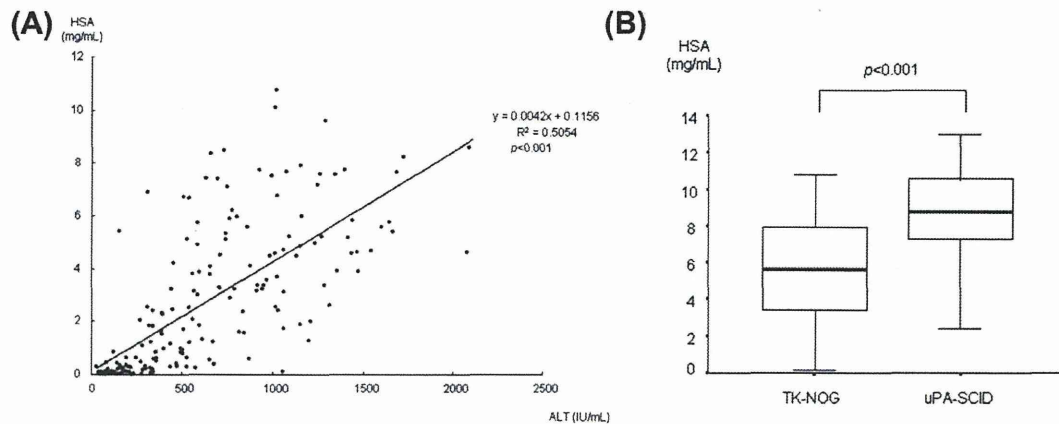 (A)
HSA
(mg/mL)
12
10
8
6
4
2
0
0
500
1000
1500
2000
2500
ALT (IU/mL)
y = 0.0042x + 0.1156
R² = 0.5054
p<0.001
(B)
HSA
(mg/mL)
p<0.001
14
12
10
8
6
4
2
0
TK-NOG
uPA-SCID